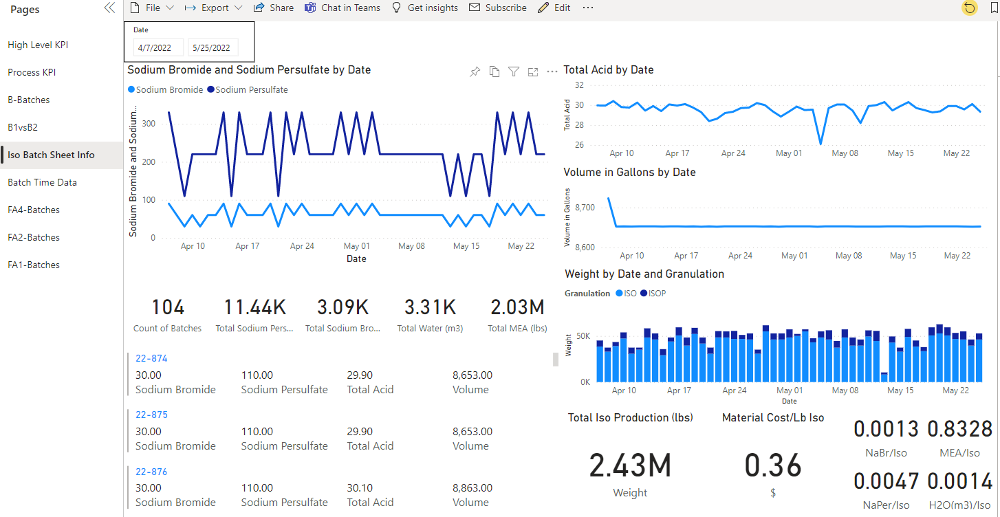 Pages
File
Export
Share
Chat in Teams
Get insights
Subscribe
Edit
High Level KPI
Process KPI
B-Batches
B1vsB2
Iso Batch Sheet Info
Batch Time Data
FA4-Batches
FA2-Batches
FA1-Batches
Date
4/7/2022 5/25/2022
Sodium Bromide and Sodium Persulfate by Date
Sodium Bromide Sodium Persulfate
Sodium Bromide and Sodium...
300
200
100
0
Apr 10 Apr 17 Apr 24 May 01 May 08 May 15 May 22
Date
104 11.44K 3.09K 3.31K 2.03M
Count of Batches Total Sodium Pers... Total Sodium Bro... Total Water (m3) Total MEA (lbs)
22-874
30.00 110.00 29.90 8,653.00
Sodium Bromide Sodium Persulfate Total Acid Volume
22-875
30.00 110.00 29.90 8,653.00
Sodium Bromide Sodium Persulfate Total Acid Volume
22-876
30.00 110.00 30.10 8,863.00
Sodium Bromide Sodium Persulfate Total Acid Volume
Total Acid by Date
Total Acid
32
30
28
26
Apr 10 Apr 17 Apr 24 May 01 May 08 May 15 May 22
Volume in Gallons by Date
Volume in Gallons
8,700
8,600
Apr 10 Apr 17 Apr 24 May 01 May 08 May 15 May 22
Weight by Date and Granulation
Granulation ISO ISOP
Weight
50K
0K
Apr 10 Apr 17 Apr 24 May 01 May 08 May 15 May 22
Date
Total Iso Production (lbs)
2.43M
Weight
Material Cost/Lb Iso
0.36
$
0.0013 0.8328
NaBr/Iso MEA/Iso
0.0047 0.0014
NaPer/Iso H2O(m3)/Iso